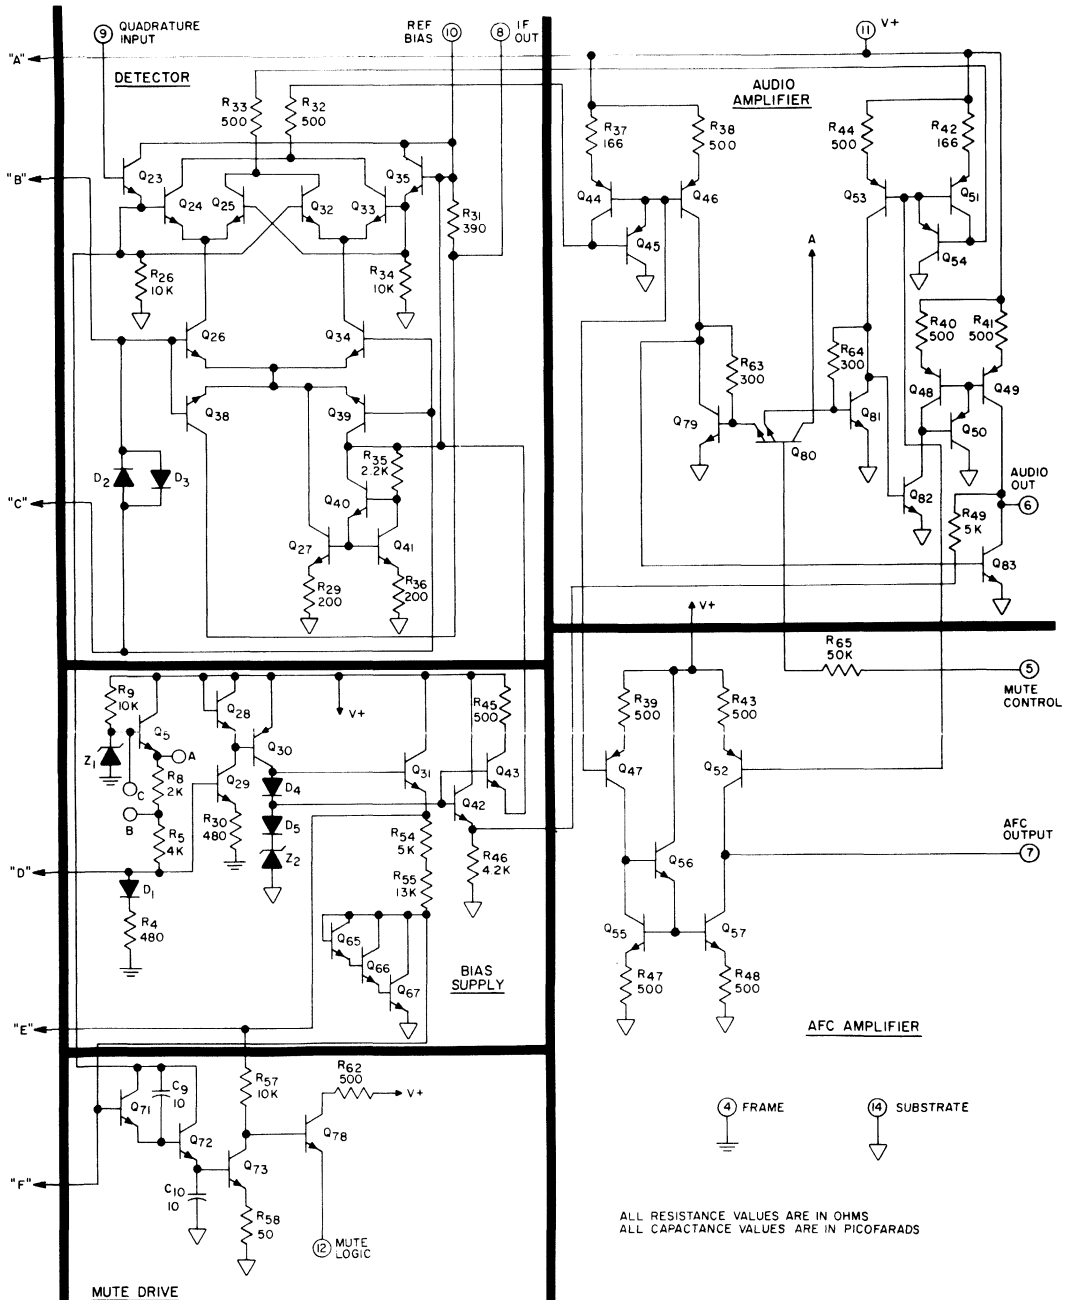 9 QUADRATURE INPUT
REF BIAS 10
8 IF OUT
11 V+
"A"
DETECTOR
AUDIO AMPLIFIER
R33 500
R32 500
R37 166
R38 500
R44 500
R42 166
"B"
Q23
Q24
Q25
Q32
Q33
Q35
R31 390
Q44
Q46
Q45
Q53
Q51
Q54
A
R26 10K
R34 10K
Q26
Q34
R40 500
R41 500
R63 300
R64 300
Q38
Q39
Q48
Q49
Q79
Q80
Q81
Q50
D2
D3
R35 2.2K
Q40
"C"
Q82
AUDIO OUT
6
R49 5K
Q27
Q41
Q83
R29 200
R36 200
V+
R65 50K
5
MUTE CONTROL
R9 10K
Q5
Q28
V+
R45 500
R39 500
R43 500
Z1
A
Q30
R8 2K
C
Q29
D4
Q31
Q43
Q47
Q52
B
R30 480
Q42
R5 4K
D5
R54 5K
Z2
R46 4.2K
AFC OUTPUT
7
Q56
"D"
D1
R55 13K
R4 480
Q65
Q66
Q67
BIAS SUPPLY
Q55
Q57
R47 500
R48 500
"E"
AFC AMPLIFIER
C9 10
R57 10K
R62 500
V+
Q71
Q72
Q78
4 FRAME
14 SUBSTRATE
Q73
"F"
C10 10
R58 50
12 MUTE LOGIC
ALL RESISTANCE VALUES ARE IN OHMS
ALL CAPACTANCE VALUES ARE IN PICOFARADS
MUTE DRIVE